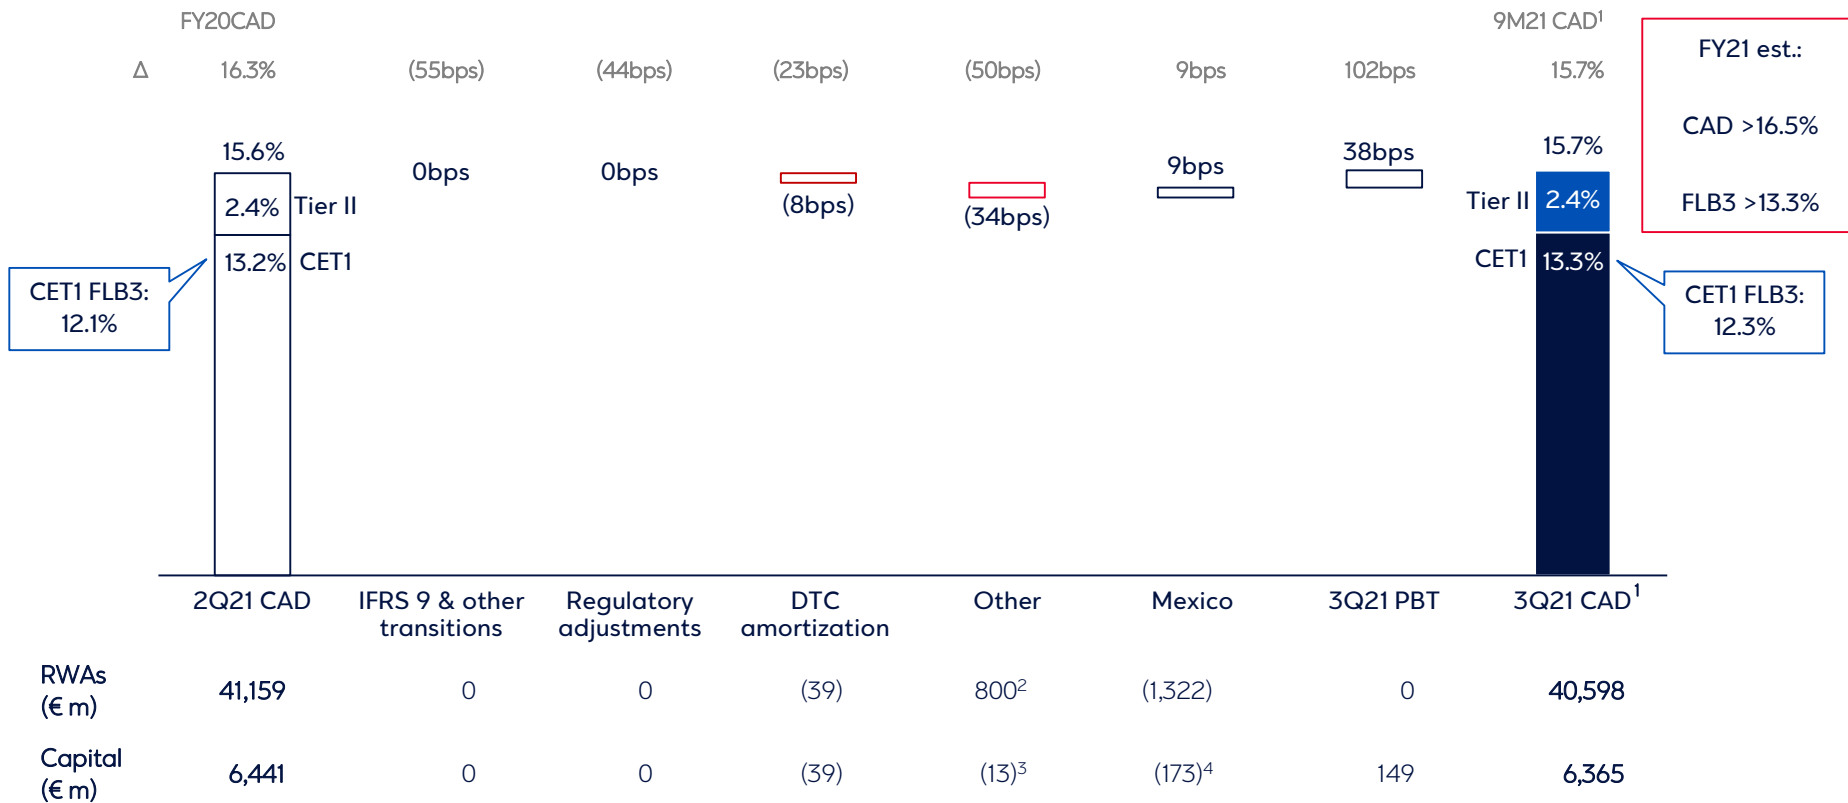 FY20CAD
9M21 CAD¹
FY21 est.:
Δ 16.3% (55bps) (44bps) (23bps) (50bps) 9bps 102bps 15.7%
CAD >16.5%
FLB3 >13.3%
15.6% 0bps 0bps (8bps) (34bps) 9bps 38bps 15.7%
2.4% Tier II
Tier II 2.4%
13.2% CET1
CET1 13.3%
CET1 FLB3:
12.1%
CET1 FLB3:
12.3%
2Q21 CAD
IFRS 9 & other
transitions
Regulatory
adjustments
DTC
amortization
Other
Mexico
3Q21 PBT
3Q21 CAD¹
RWAs
(€ m)
41,159 0 0 (39) 800² (1,322) 0 40,598
Capital
(€ m)
6,441 0 0 (39) (13)³ (173)⁴ 149 6,365